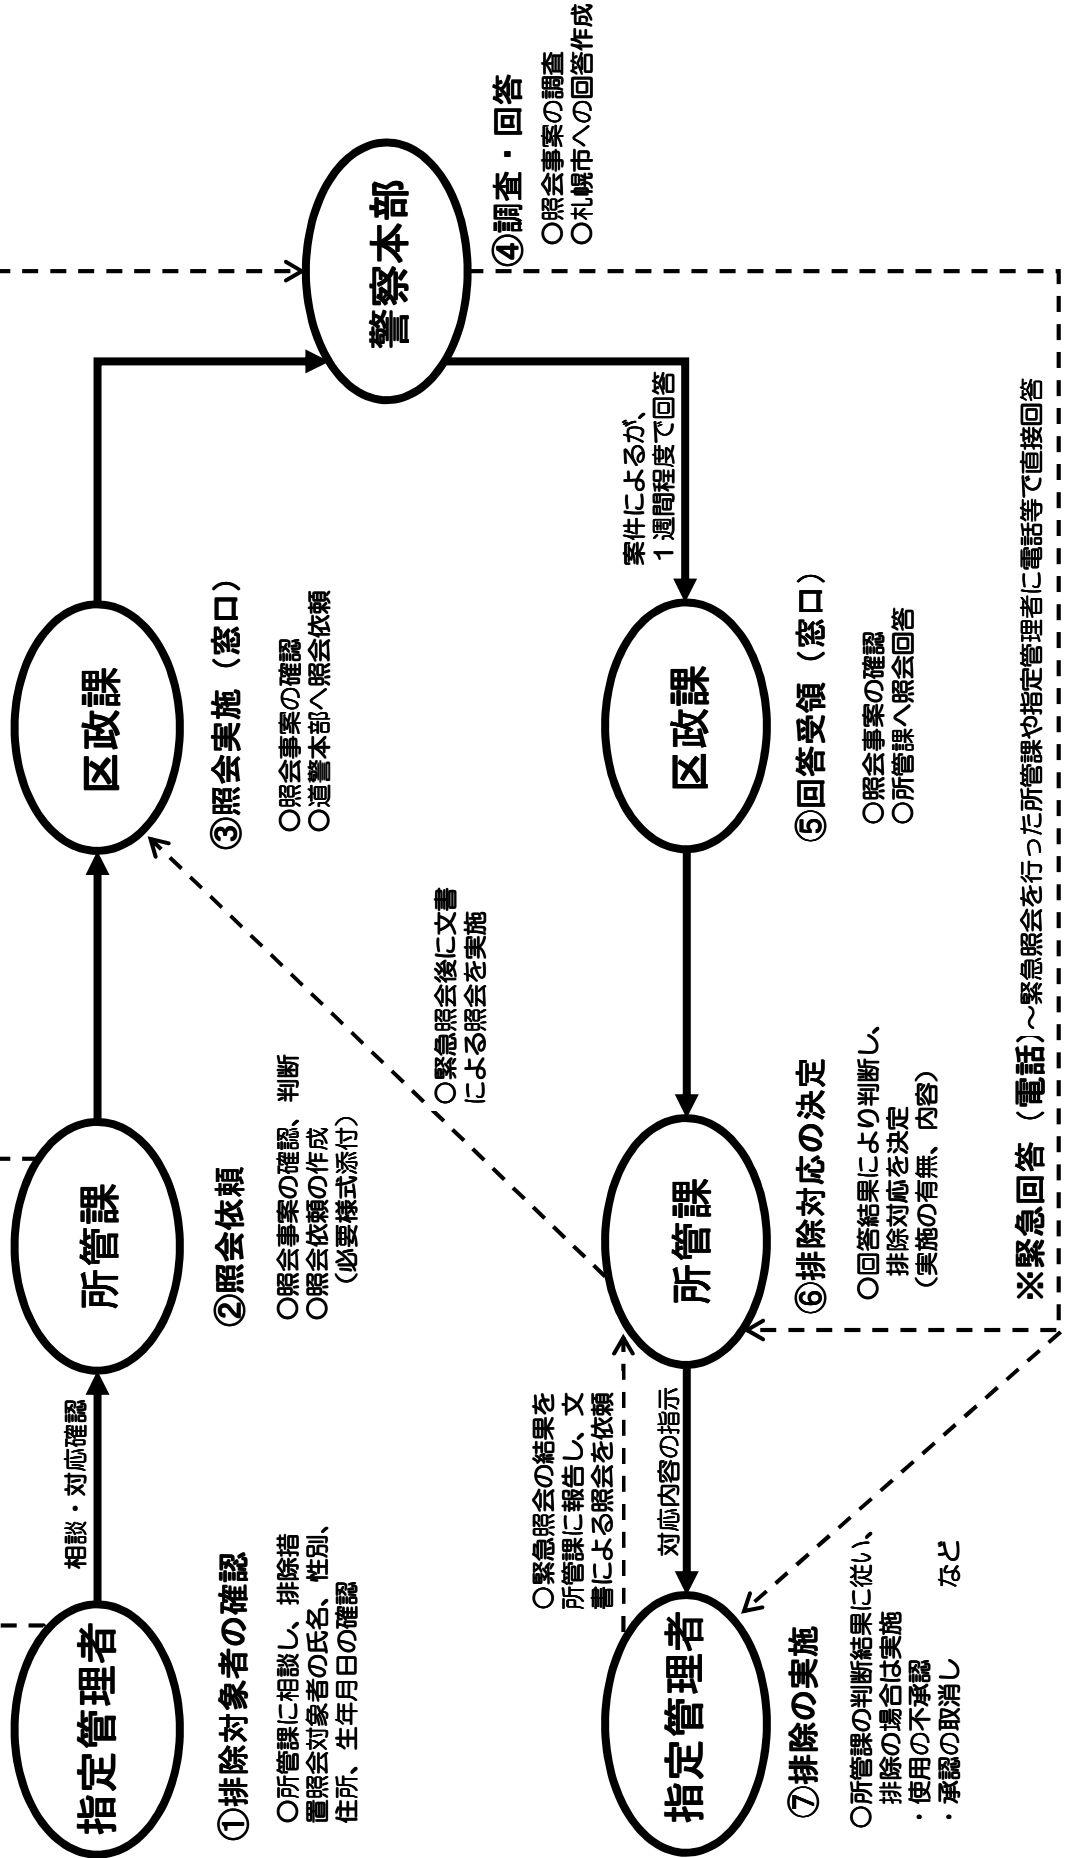 指定管理者
相談・対応確認
所管課
区政課
警察本部
①排除対象者の確認
○所管課に相談し、排除措
置照会対象者の氏名、性別、
住所、生年月日の確認
②照会依頼
○照会事案の確認、判断
○照会依頼の作成
（必要様式添付）
③照会実施（窓口）
○照会事案の確認
○道警本部へ照会依頼
④調査・回答
○照会事案の調査
○札幌市への回答作成
○緊急照会後に文書
による照会を実施
案件によるが、
１週間程度で回答
○緊急照会の結果を
所管課に報告し、文
書による照会を依頼
対応内容の指示
指定管理者
所管課
区政課
⑦排除の実施
○所管課の判断結果に従い、
排除の場合は実施
・使用の不承認
・承認の取消し　など
⑥排除対応の決定
○回答結果により判断し、
排除対応を決定
（実施の有無、内容）
⑤回答受領（窓口）
○照会事案の確認
○所管課へ照会回答
※緊急回答（電話）～緊急照会を行った所管課や指定管理者に電話等で直接回答